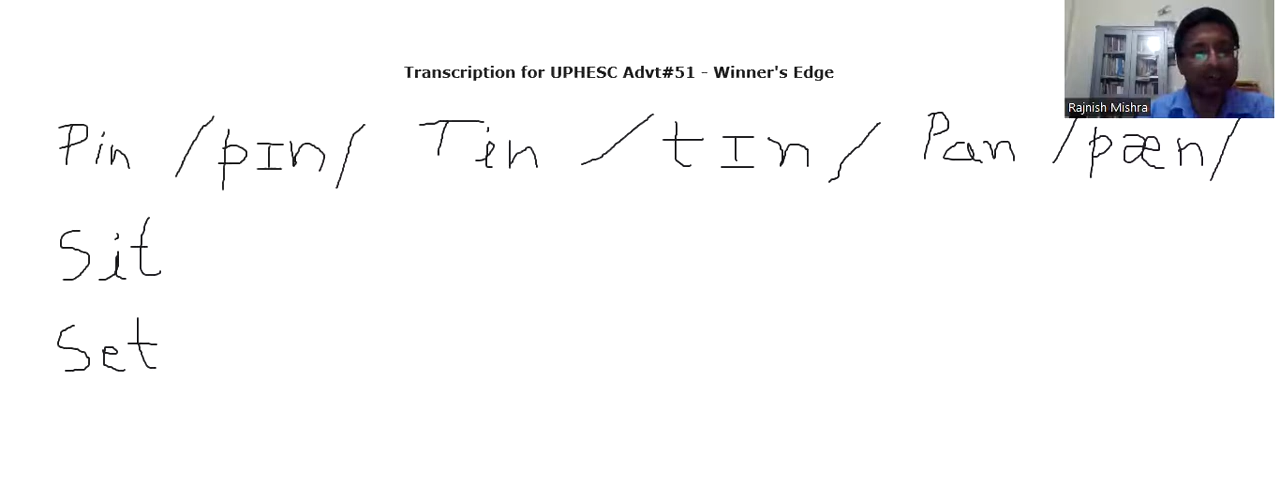 Transcription for UPHESC Advt#51 - Winner's Edge
Rajnish Mishra
Pin /pɪn/ Tin /tɪn/ Pan /pæn/
Sit
Set